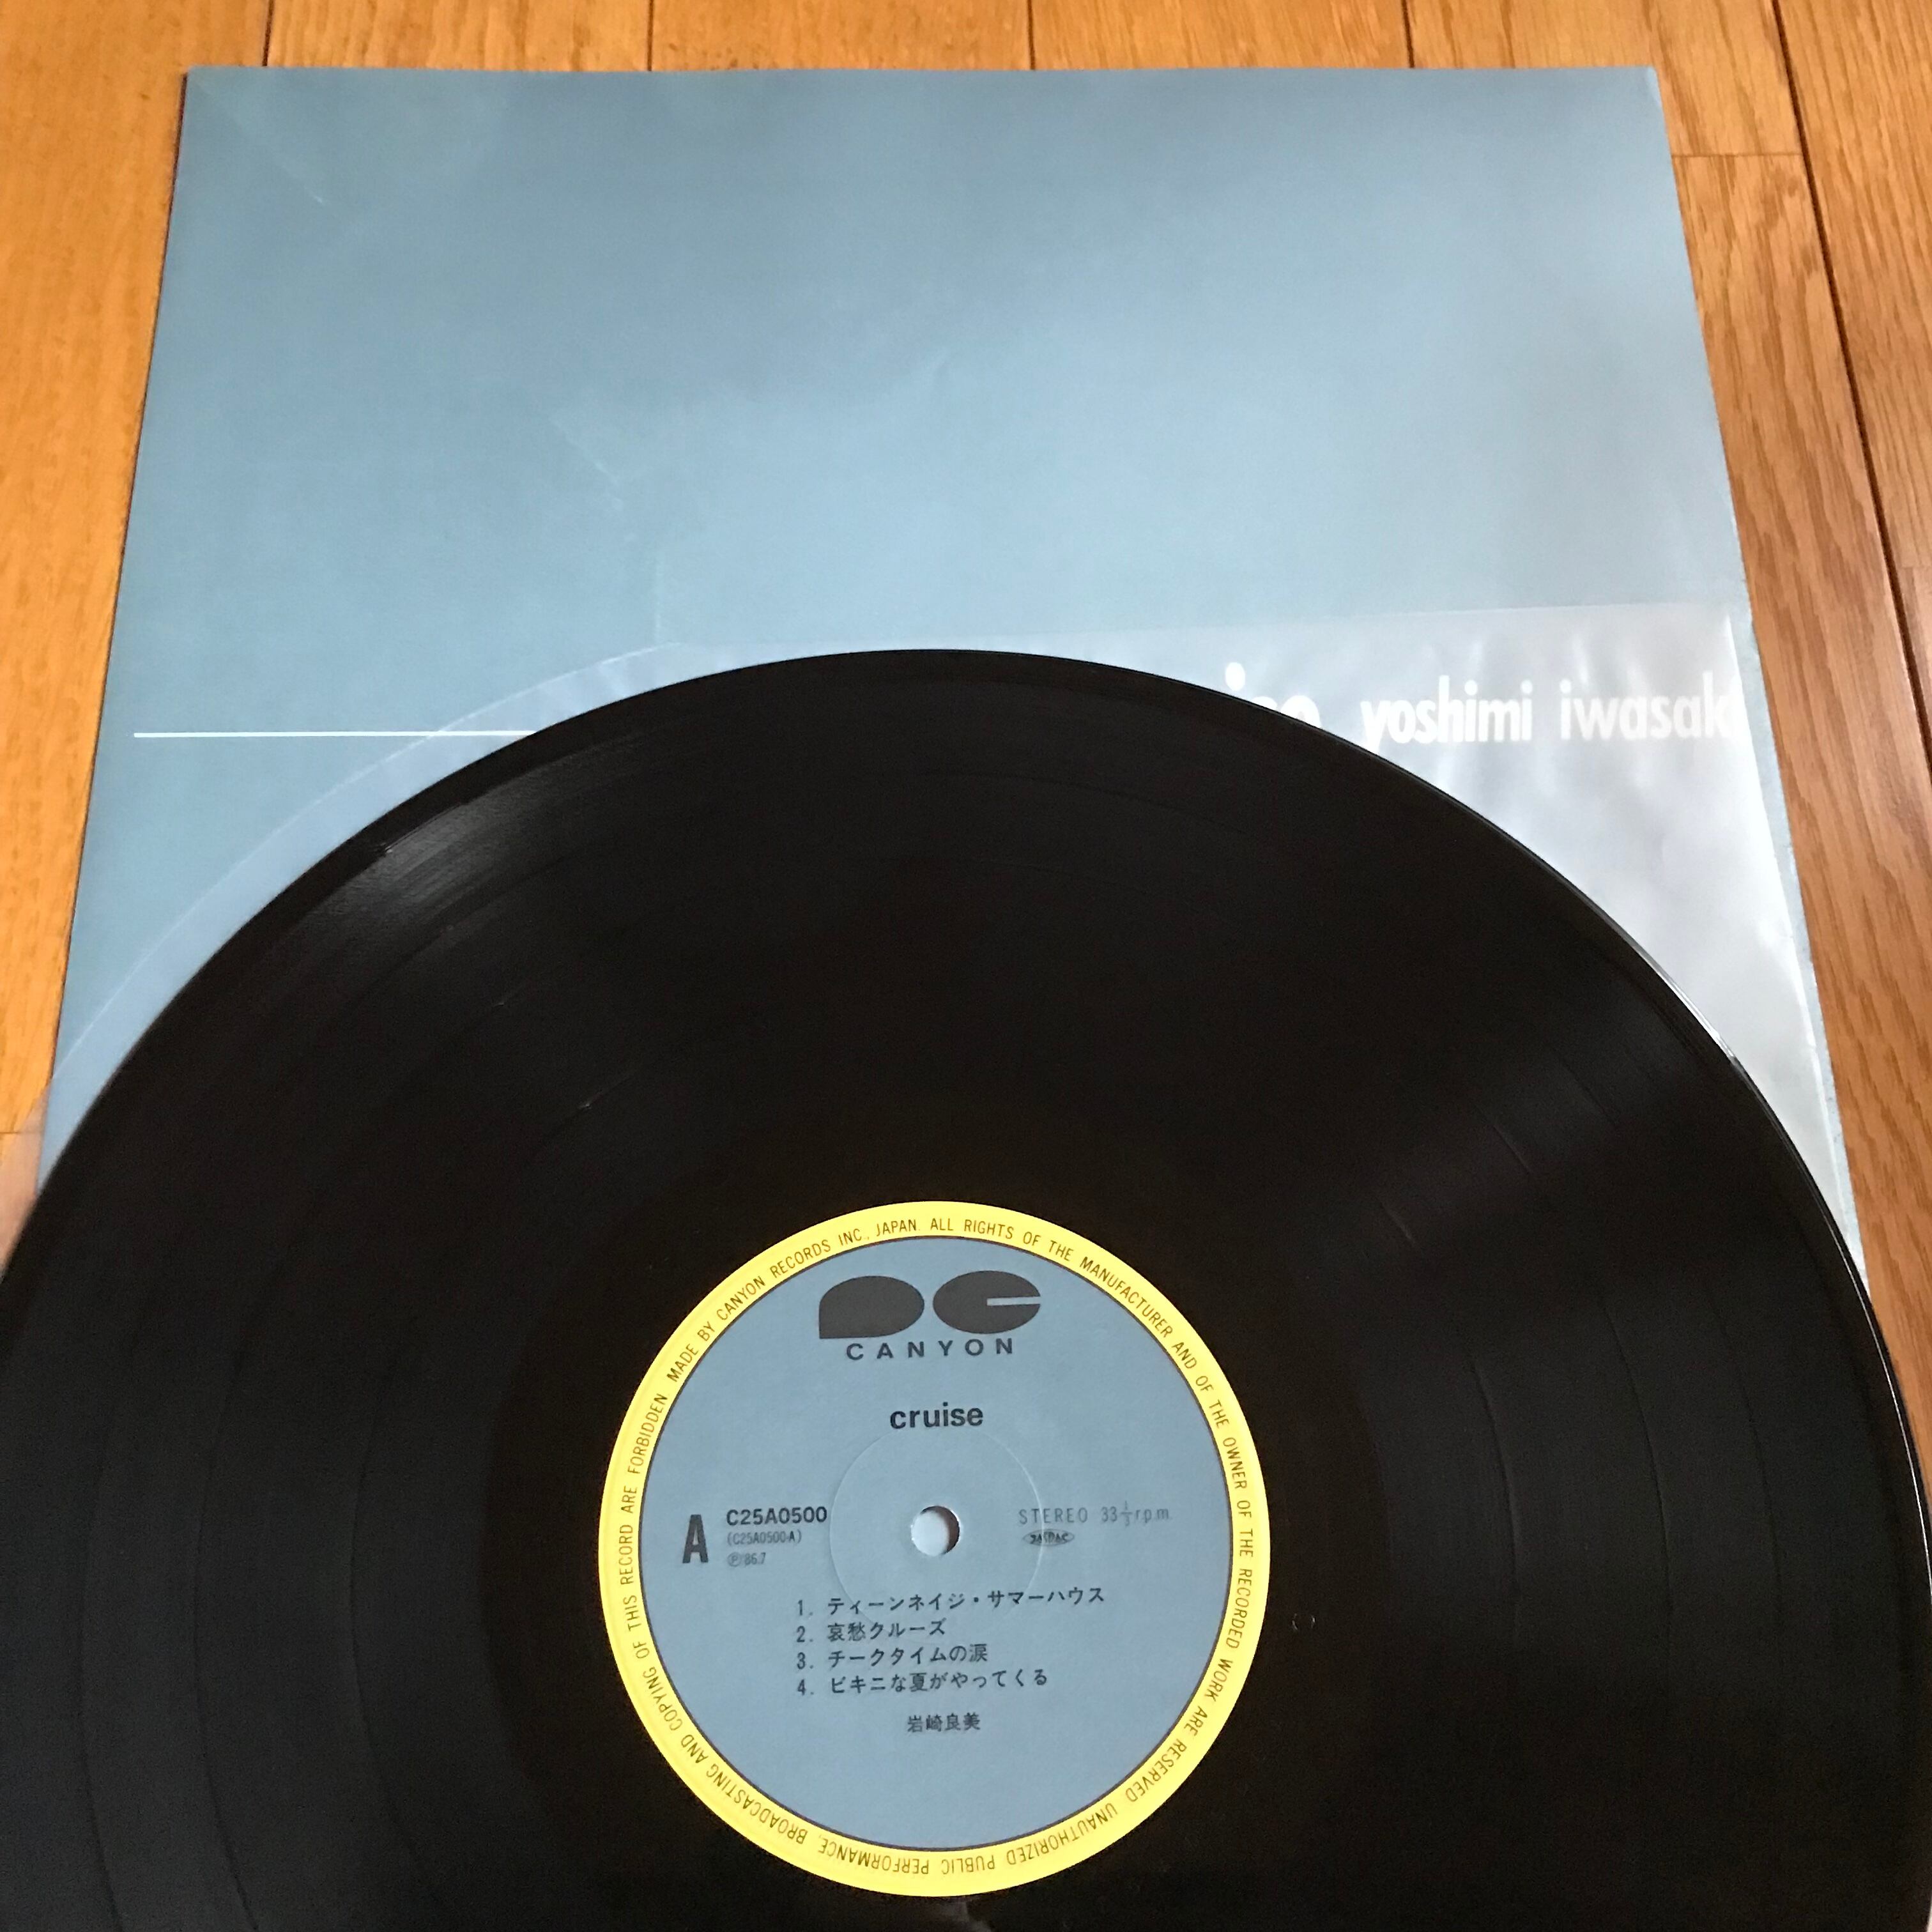 yoshimi iwasak
MADE BY CANYON RECORDS INC., JAPAN. ALL RIGHTS OF THE MANUFACTURER AND OF THE OWNER OF THE RECORDED WORK ARE RESERVED. UNAUTHORIZED PUBLIC PERFORMANCE, BROADCASTING AND COPYING OF THIS RECORD ARE FORBIDDEN
CANYON
cruise
A
C25A0500
(C25A0500-A)
Ⓟ '86.7
STEREO 33⅓ r.p.m.
JASRAC
1. ティーンネイジ・サマーハウス
2. 哀愁クルーズ
3. チークタイムの涙
4. ビキニな夏がやってくる
岩崎良美